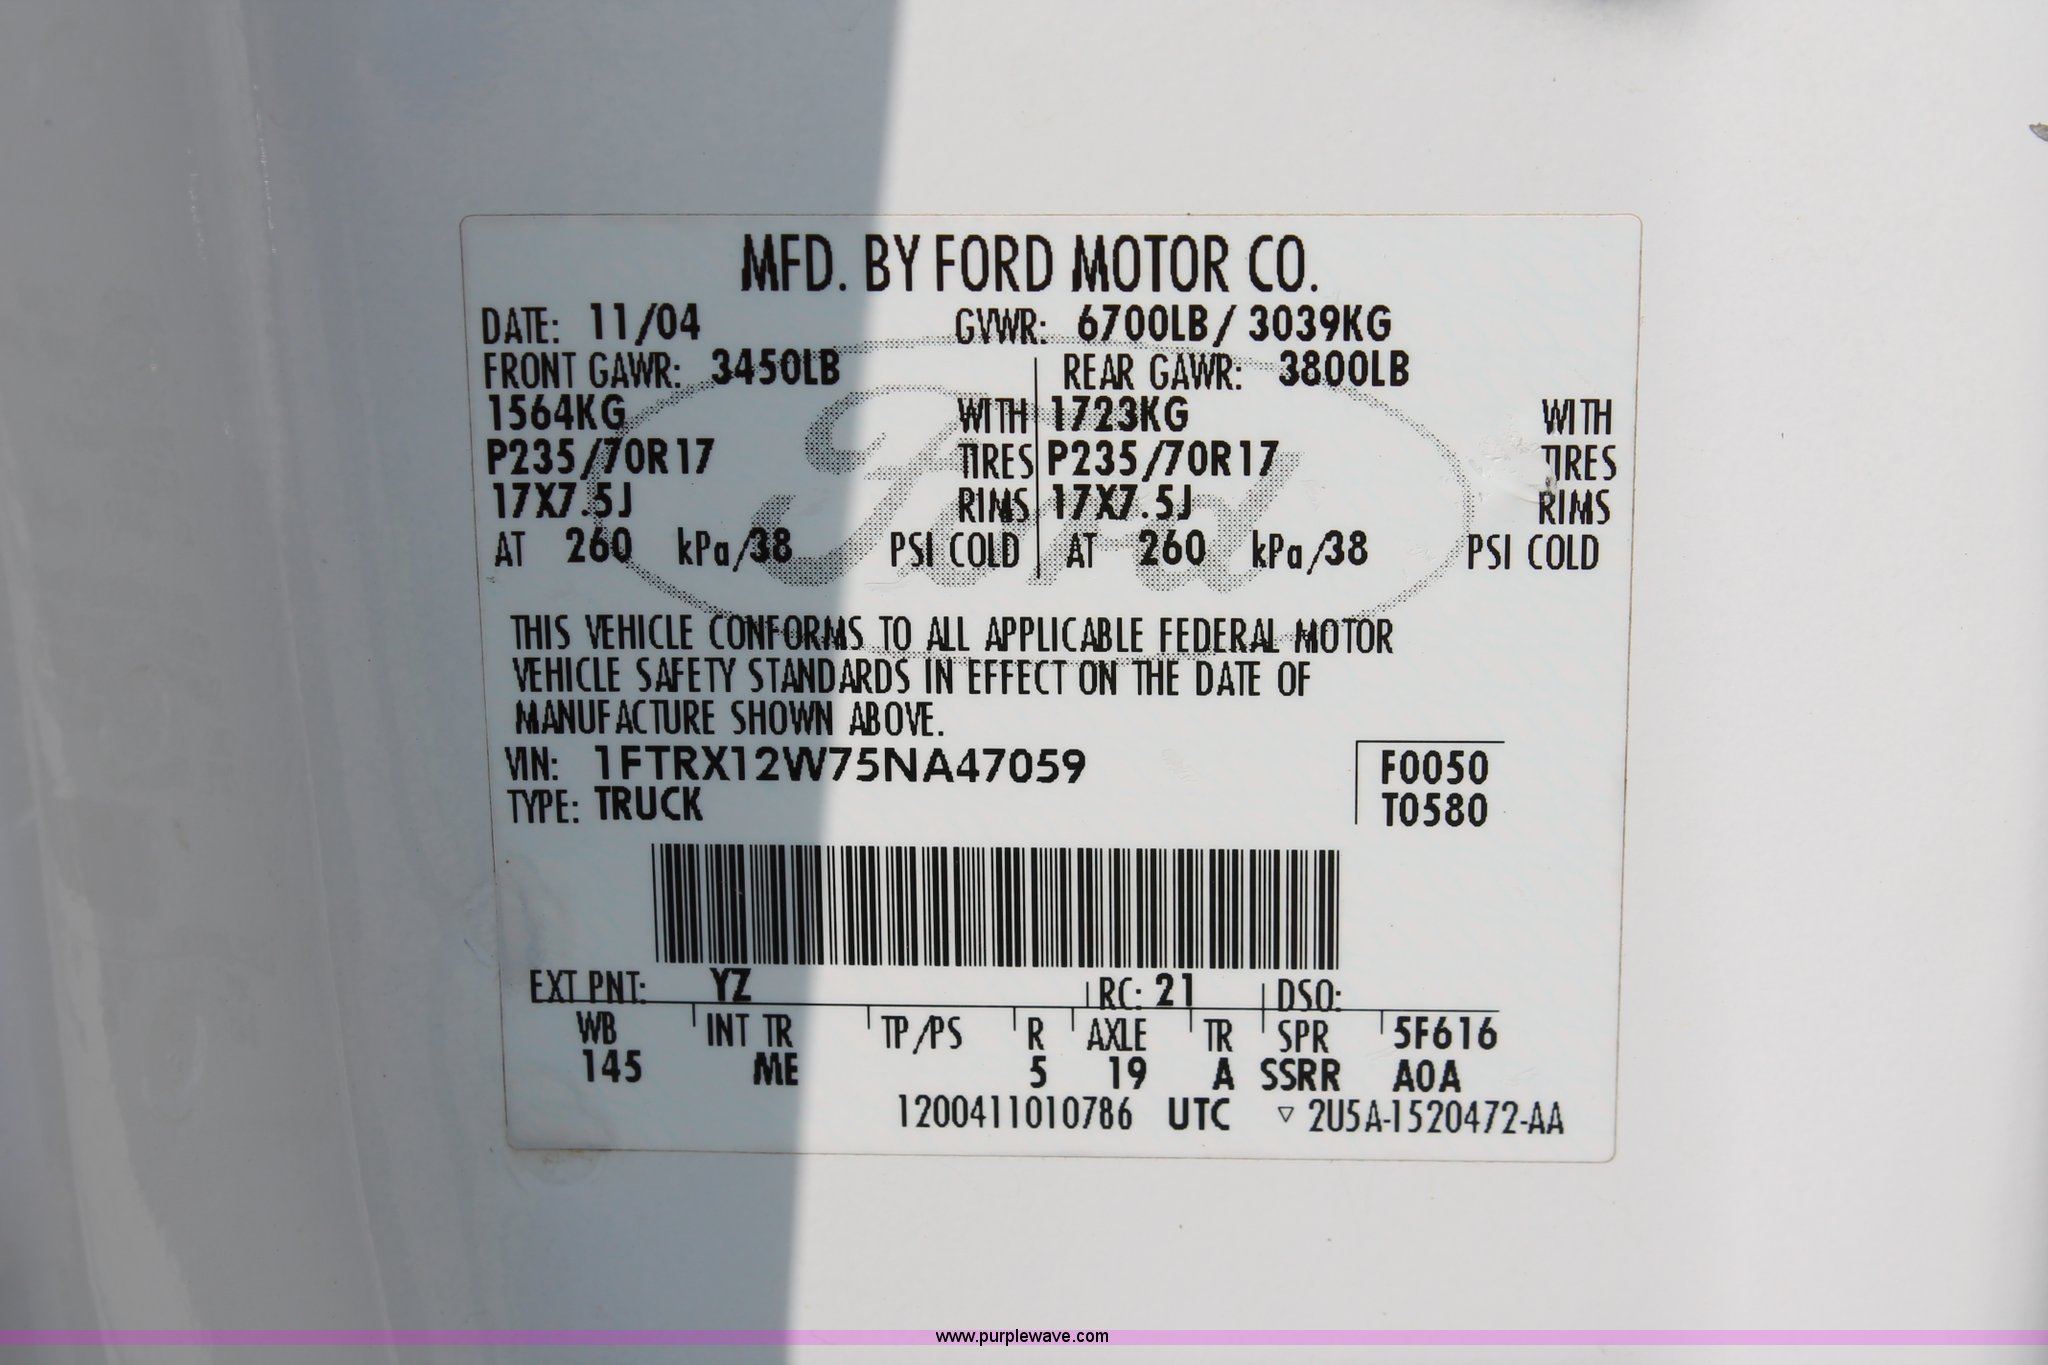 MFD. BY FORD MOTOR CO.
DATE: 11/04 GVWR: 6700LB/ 3039KG
FRONT GAWR: 3450LB REAR GAWR: 3800LB
1564KG WITH 1723KG WITH
P235/70R17 TIRES P235/70R17 TIRES
17X7.5J RIMS 17X7.5J RIMS
AT 260 kPa/38 PSI COLD AT 260 kPa/38 PSI COLD
Ford
THIS VEHICLE CONFORMS TO ALL APPLICABLE FEDERAL MOTOR
VEHICLE SAFETY STANDARDS IN EFFECT ON THE DATE OF
MANUFACTURE SHOWN ABOVE.
VIN: 1FTRX12W75NA47059 F0050
TYPE: TRUCK T0580
EXT PNT: YZ RC: 21 DSO:
WB INT TR TP/PS R AXLE TR SPR 5F616
145 ME 5 19 A SSRR A0A
1200411010786 UTC ▽ 2U5A-1520472-AA
www.purplewave.com